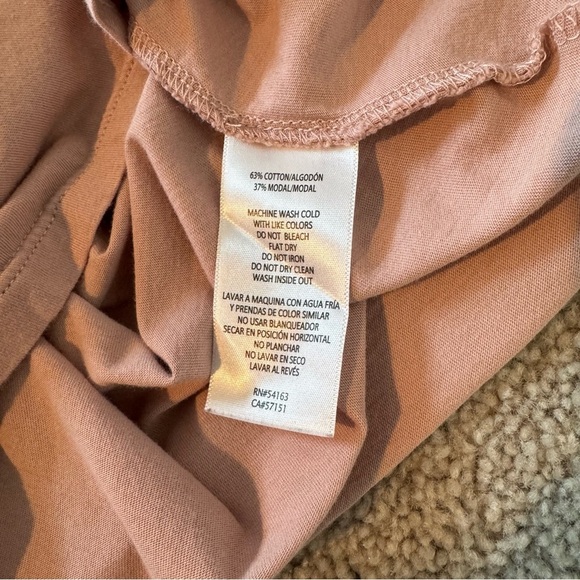 63% COTTON/ALGODÓN
37% MODAL/MODAL
MACHINE WASH COLD
WITH LIKE COLORS
DO NOT BLEACH
FLAT DRY
DO NOT IRON
DO NOT DRY CLEAN
WASH INSIDE OUT
LAVAR A MAQUINA CON AGUA FRÍA
Y PRENDAS DE COLOR SIMILAR
NO USAR BLANQUEADOR
SECAR EN POSICIÓN HORIZONTAL
NO PLANCHAR
NO LAVAR EN SECO
LAVAR AL REVÉS
RN#54163
CA#57151